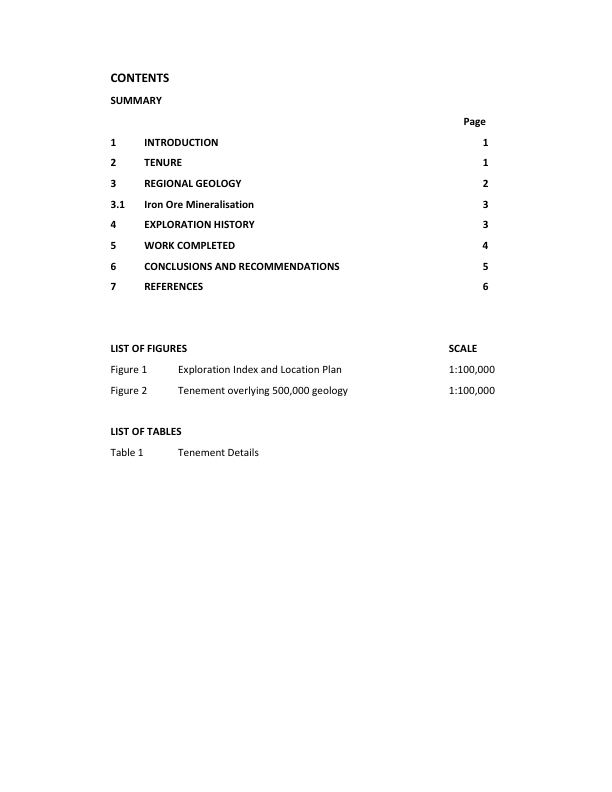 CONTENTS
SUMMARY
Page
1 INTRODUCTION 1
2 TENURE 1
3 REGIONAL GEOLOGY 2
3.1 Iron Ore Mineralisation 3
4 EXPLORATION HISTORY 3
5 WORK COMPLETED 4
6 CONCLUSIONS AND RECOMMENDATIONS 5
7 REFERENCES 6
LIST OF FIGURES SCALE
Figure 1 Exploration Index and Location Plan 1:100,000
Figure 2 Tenement overlying 500,000 geology 1:100,000
LIST OF TABLES
Table 1 Tenement Details